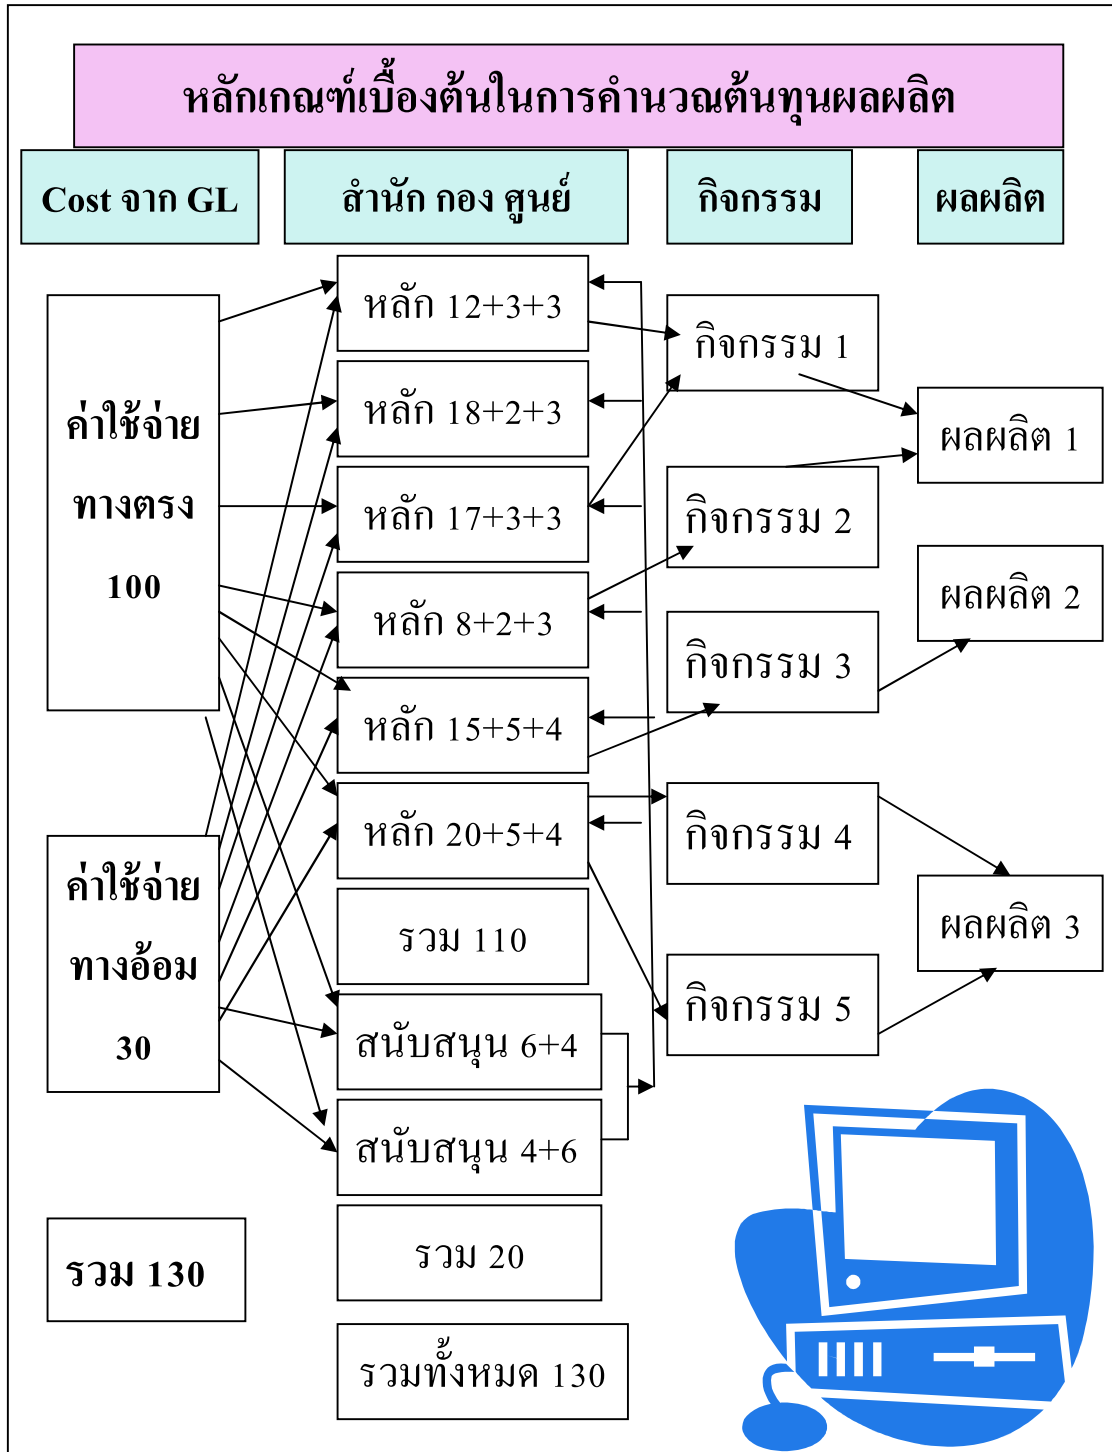 หลักเกณฑ์เบื้องต้นในการคำนวณต้นทุนผลผลิต
Cost จาก GL
สำนัก กอง ศูนย์
กิจกรรม
ผลผลิต
ค่าใช้จ่าย
ทางตรง
100
ค่าใช้จ่าย
ทางอ้อม
30
รวม 130
หลัก 12+3+3
หลัก 18+2+3
หลัก 17+3+3
หลัก 8+2+3
หลัก 15+5+4
หลัก 20+5+4
รวม 110
สนับสนุน 6+4
สนับสนุน 4+6
รวม 20
รวมทั้งหมด 130
กิจกรรม 1
กิจกรรม 2
กิจกรรม 3
กิจกรรม 4
กิจกรรม 5
ผลผลิต 1
ผลผลิต 2
ผลผลิต 3